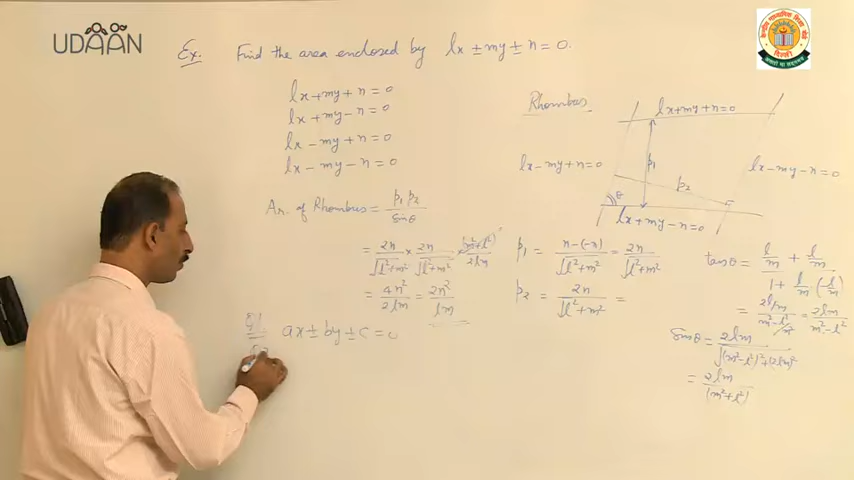 UDAAN
Ex. Find the area enclosed by lx ± my ± n = 0.
lx + my + n = 0
lx + my - n = 0
lx - my + n = 0
lx - my - n = 0
Rhombus
lx+my+n=0
lx-my+n=0
p₁
p₂
θ
lx-my-n=0
lx+my-n=0
Ar. of Rhombus = p₁ p₂ / sinθ
= 2n/√(l²+m²) × 2n/√(l²+m²) × (m²+l²)/2lm
= 4n²/2lm = 2n²/lm
p₁ = n-(-n)/√(l²+m²) = 2n/√(l²+m²)
p₂ = 2n/√(l²+m²) =
tanθ = (l/m + l/m)/(1 + l/m (-l/m))
= (2l/m)/((m²-l²)/m²) = 2lm/(m²-l²)
sinθ = 2lm/√((m²-l²)²+(2lm)²)
= 2lm/(m²+l²)
ax ± by ± c = 0